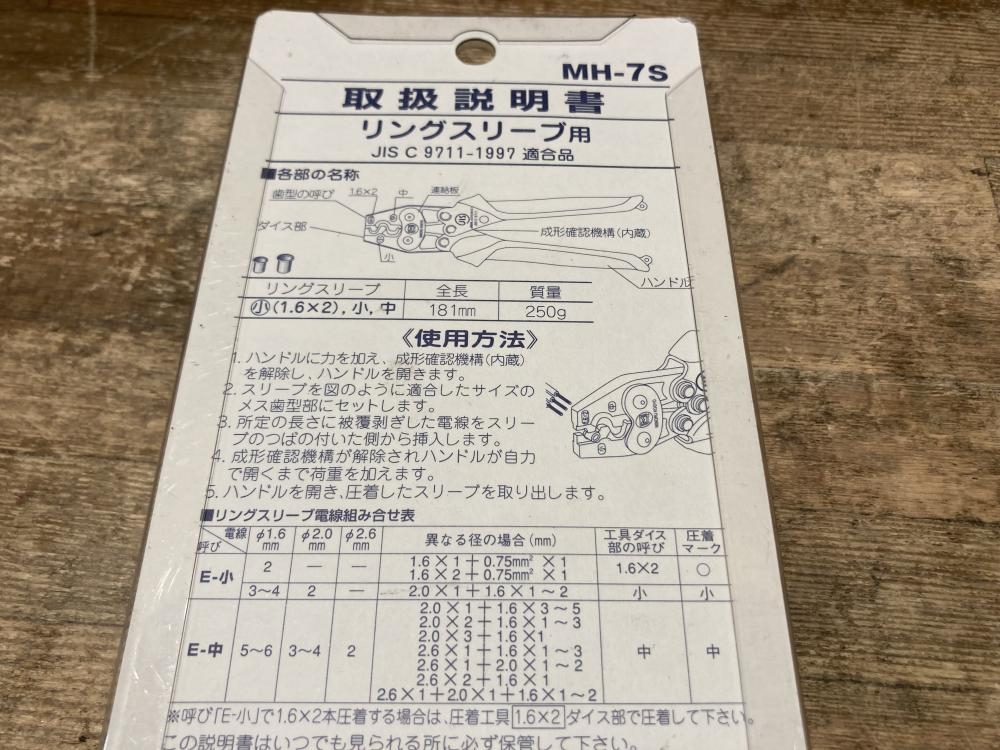 MH-7S
取扱説明書
リングスリーブ用
JIS C 9711-1997 適合品
■各部の名称
歯型の呼び 1.6×2 中 連結板
ダイス部
成形確認機構(内蔵)
小
ハンドル
リングスリーブ 全長 質量
㊙(1.6×2), 小, 中 181mm 250g
《使用方法》
1. ハンドルに力を加え、成形確認機構(内蔵)
を解除し、ハンドルを開きます。
2. スリーブを図のように適合したサイズの
メス歯型部にセットします。
3. 所定の長さに被覆剥ぎした電線をスリー
ブのつばの付いた側から挿入します。
4. 成形確認機構が解除されハンドルが自力
で開くまで荷重を加えます。
5. ハンドルを開き、圧着したスリーブを取り出します。
■リングスリーブ電線組み合せ表
電線 呼び φ1.6 mm φ2.0 mm φ2.6 mm 異なる径の場合(mm) 工具ダイス部の呼び 圧着マーク
E-小 2 — — 1.6×1+0.75mm² ×1 1.6×2 ○
1.6×2+0.75mm² ×1
3〜4 2 — 2.0×1+1.6×1〜2 小 小
E-中 5〜6 3〜4 2 中 中
2.0×1+1.6×3〜5
2.0×2+1.6×1〜3
2.0×3+1.6×1
2.6×1+1.6×1〜3
2.6×1+2.0×1〜2
2.6×2+1.6×1
2.6×1+2.0×1+1.6×1〜2
※呼び「E-小」で1.6×2本圧着する場合は、圧着工具1.6×2ダイス部で圧着して下さい。
この説明書はいつでも見られる所に必ず保管して下さい。